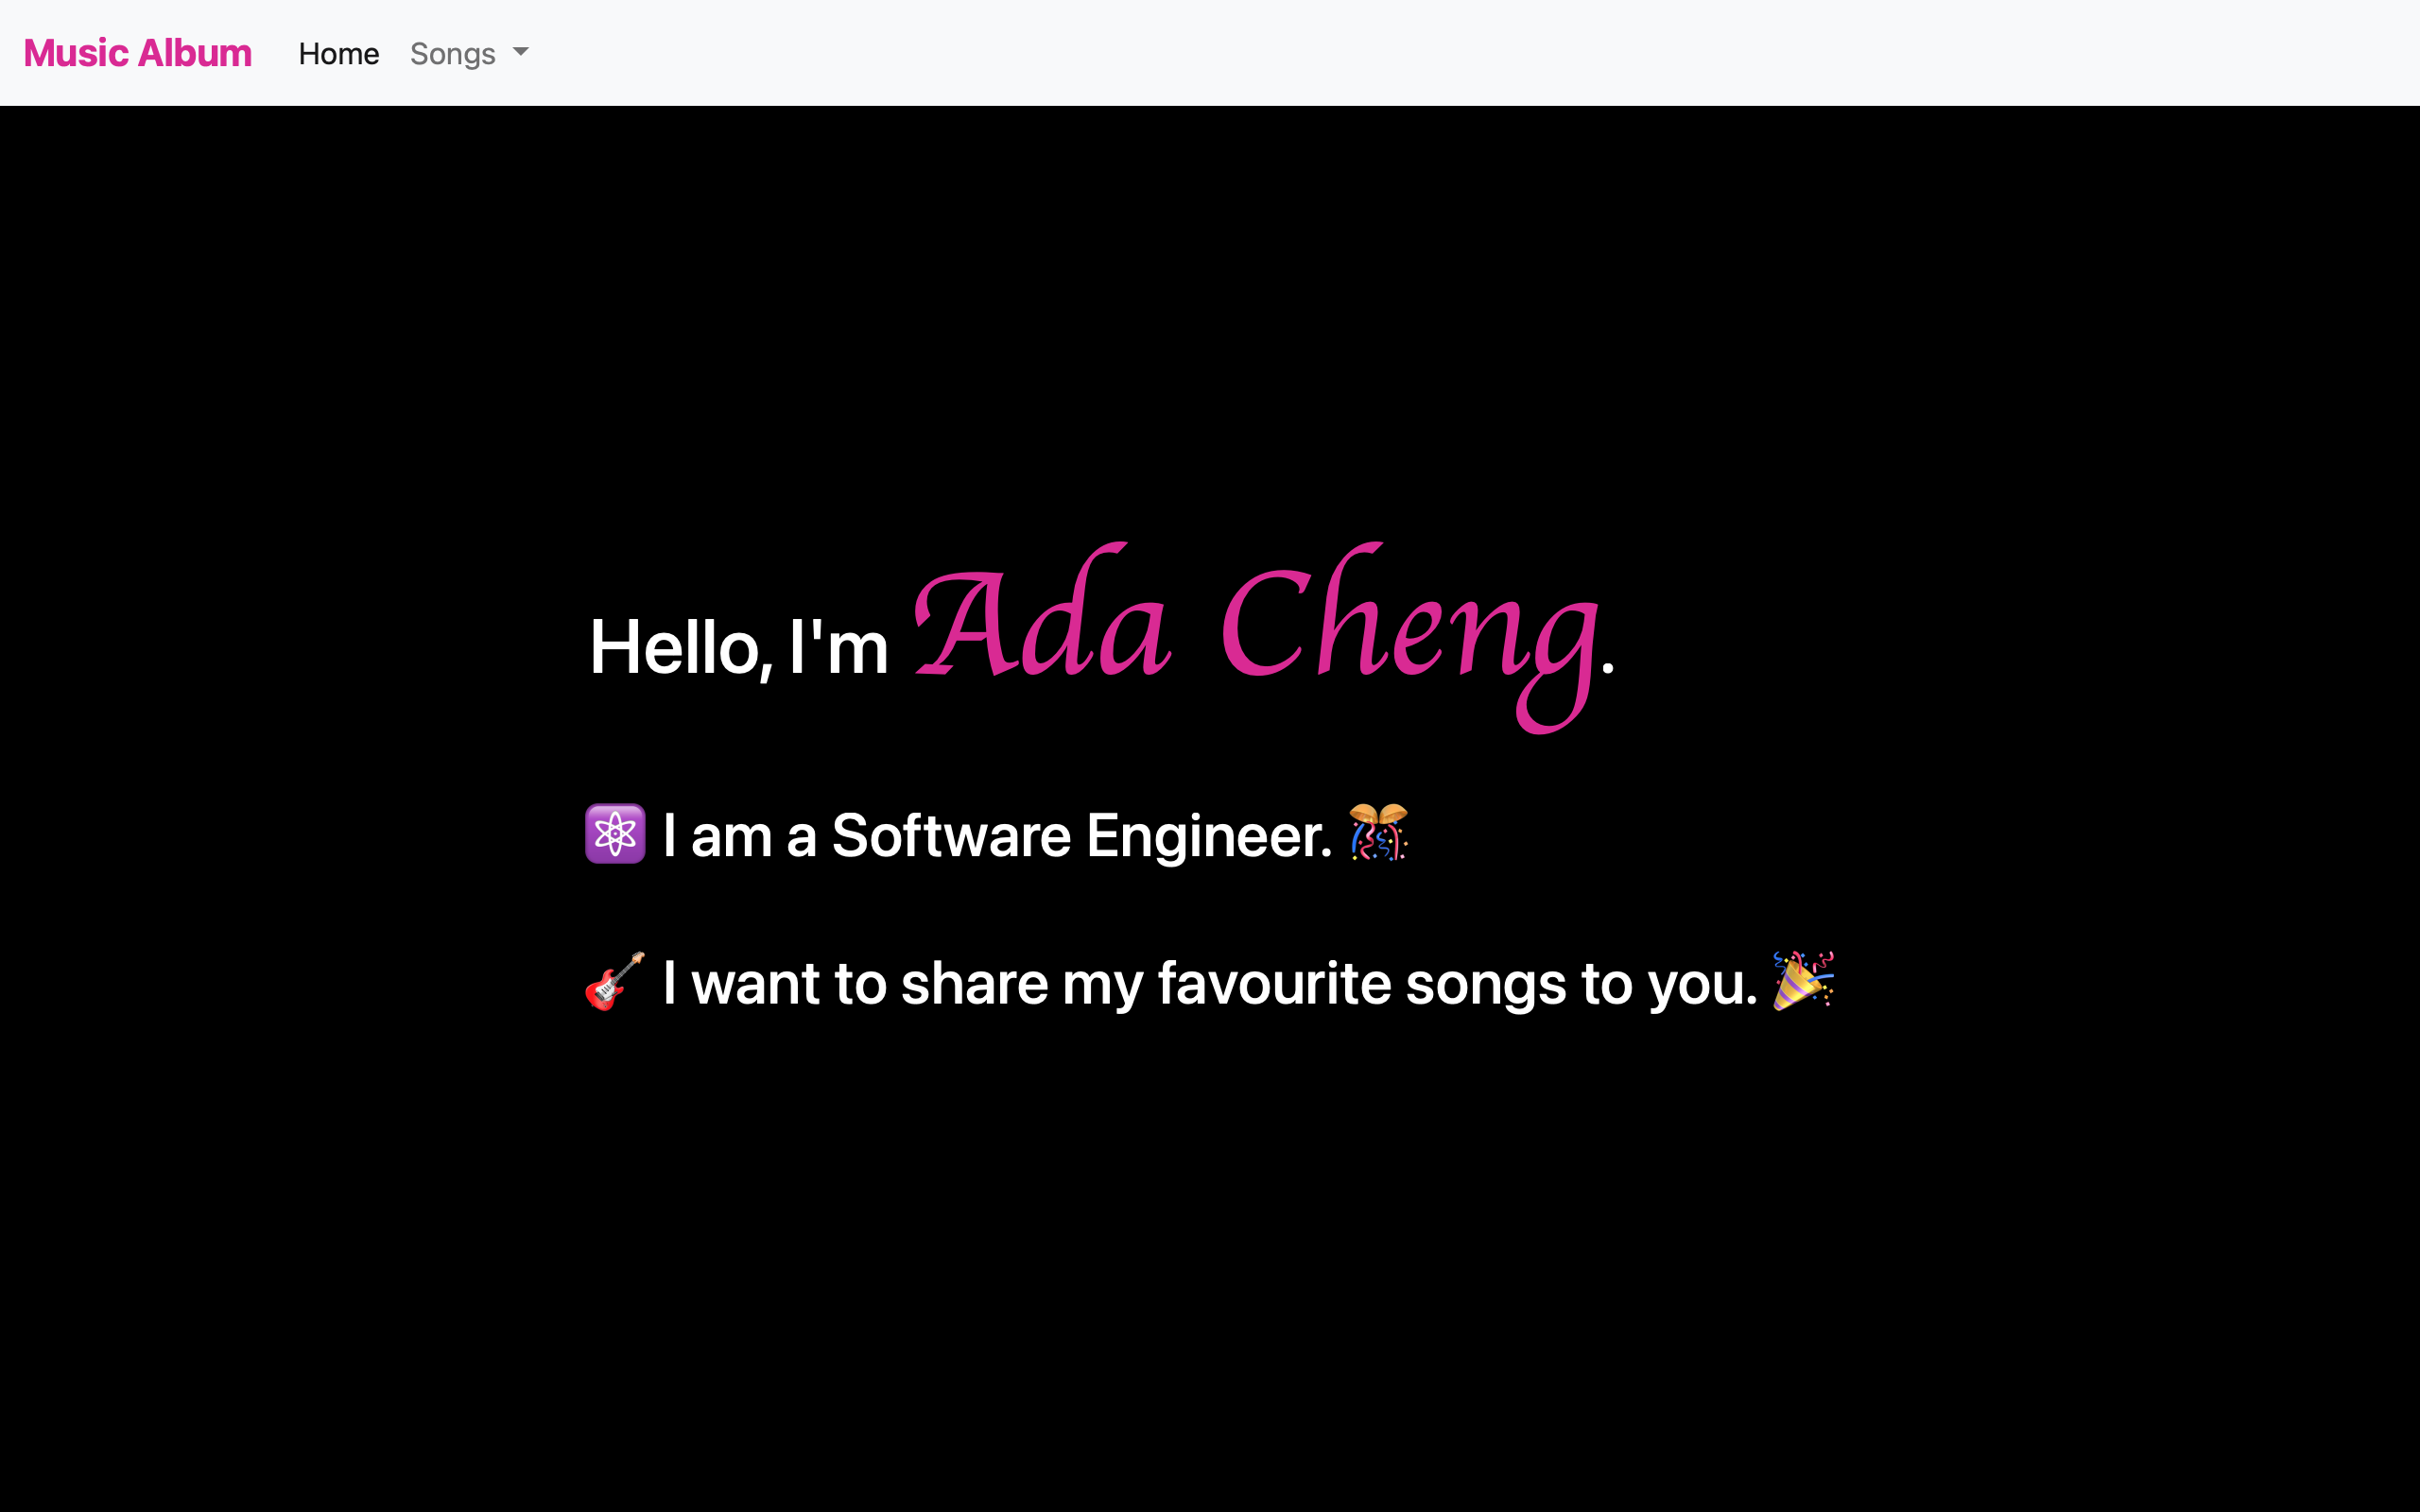 Music Album Home Songs
Hello, I'm Ada Cheng.
⚛️ I am a Software Engineer. 🎊
🎸 I want to share my favourite songs to you. 🎉